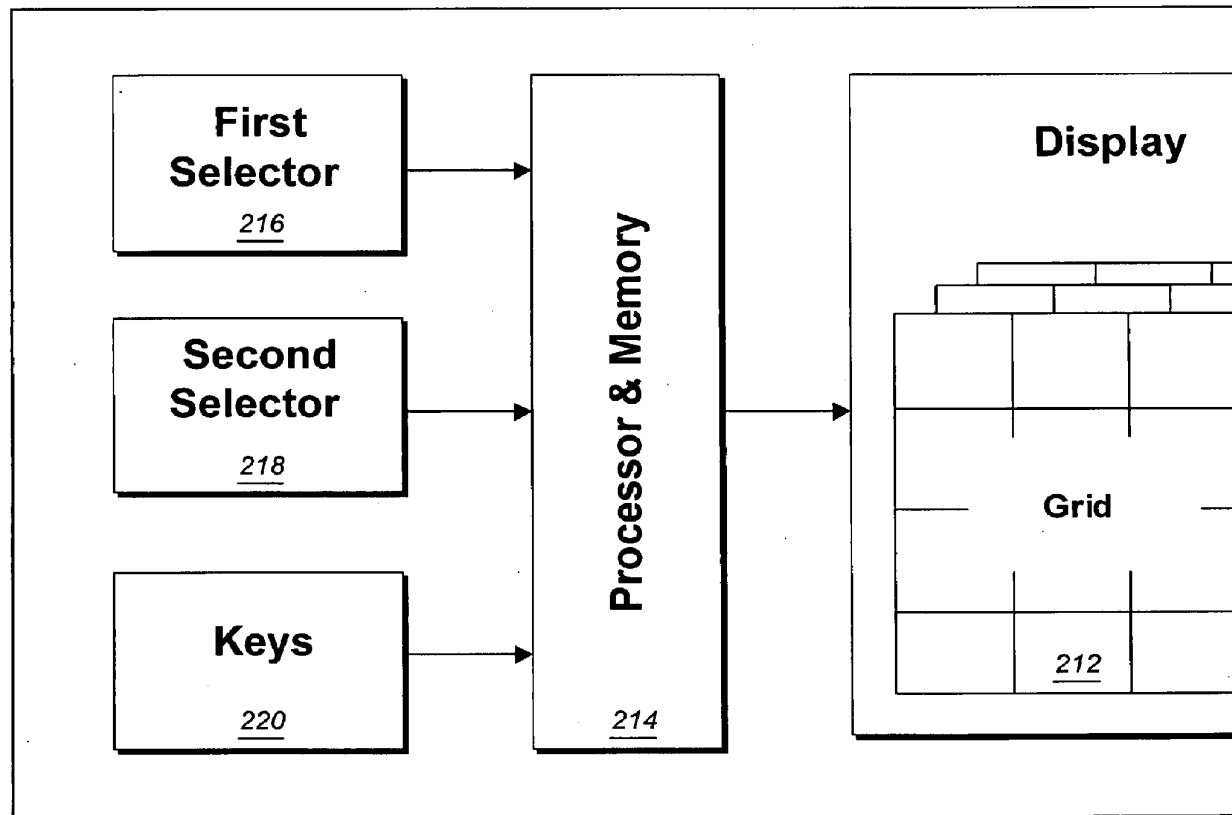 First
Selector
216
Second
Selector
218
Keys
220
Processor & Memory
214
Display
Grid
212